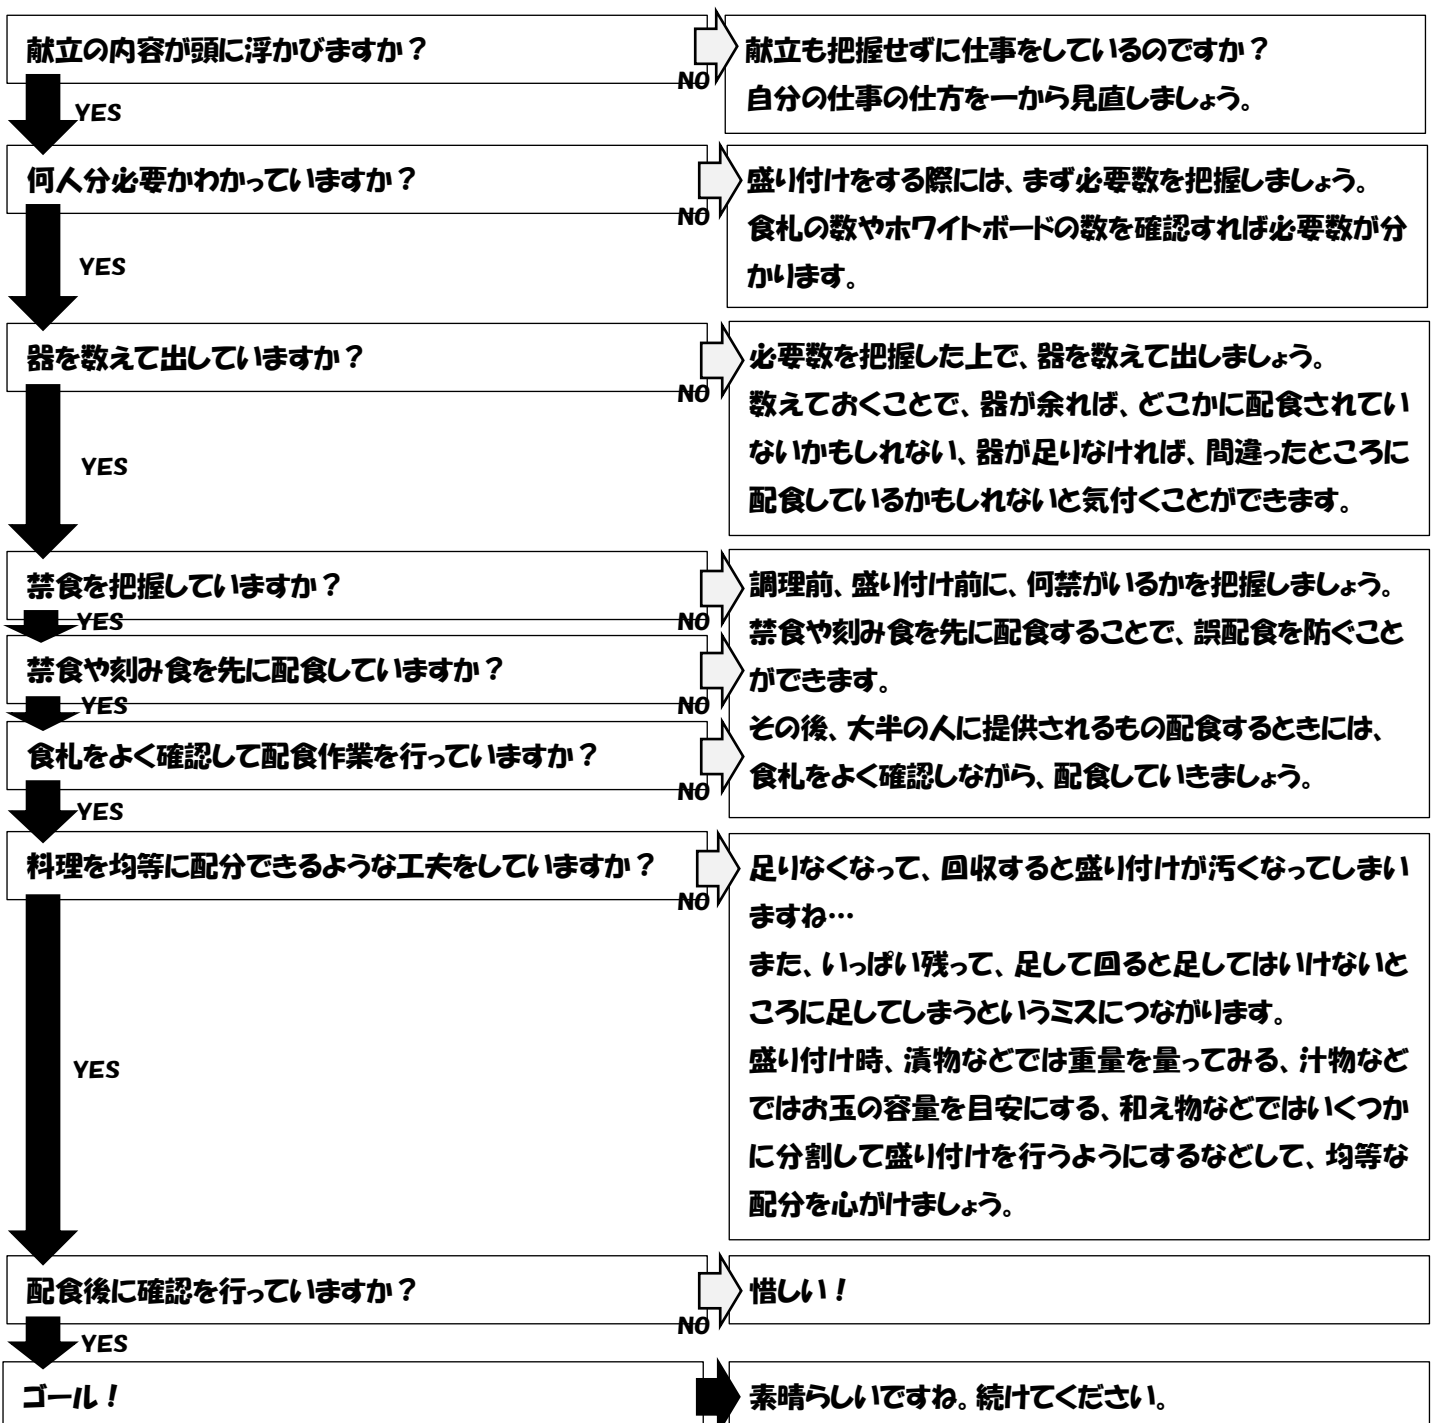 献立の内容が頭に浮かびますか？
NO
献立も把握せずに仕事をしているのですか？
自分の仕事の仕方を一から見直しましょう。
YES
何人分必要かわかっていますか？
NO
盛り付けをする際には、まず必要数を把握しましょう。
食札の数やホワイトボードの数を確認すれば必要数が分
かります。
YES
器を数えて出していますか？
NO
必要数を把握した上で、器を数えて出しましょう。
数えておくことで、器が余れば、どこかに配食されてい
ないかもしれない、器が足りなければ、間違ったところに
配食しているかもしれないと気付くことができます。
YES
禁食を把握していますか？
NO
YES
禁食や刻み食を先に配食していますか？
NO
YES
食札をよく確認して配食作業を行っていますか？
NO
調理前、盛り付け前に、何禁がいるかを把握しましょう。
禁食や刻み食を先に配食することで、誤配食を防ぐこと
ができます。
その後、大半の人に提供されるもの配食するときには、
食札をよく確認しながら、配食していきましょう。
YES
料理を均等に配分できるような工夫をしていますか？
NO
足りなくなって、回収すると盛り付けが汚くなってしまい
ますね…
また、いっぱい残って、足して回ると足してはいけないと
ころに足してしまうというミスにつながります。
盛り付け時、漬物などでは重量を量ってみる、汁物など
ではお玉の容量を目安にする、和え物などではいくつか
に分割して盛り付けを行うようにするなどして、均等な
配分を心がけましょう。
YES
配食後に確認を行っていますか？
NO
惜しい！
YES
ゴール！
素晴らしいですね。続けてください。